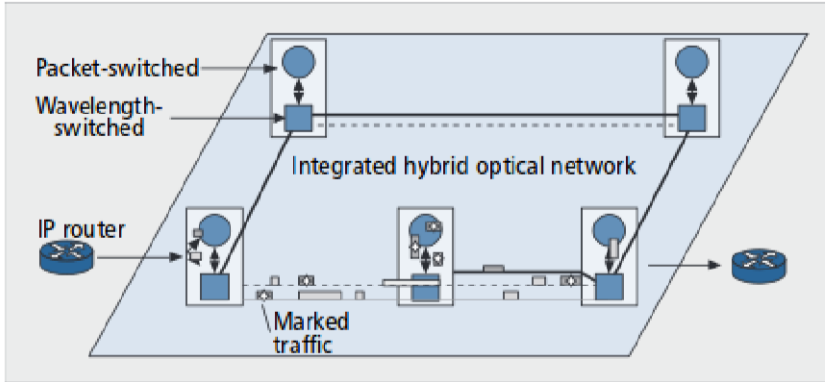 Packet-switched
Wavelength-
switched
Integrated hybrid optical network
IP router
Marked
traffic